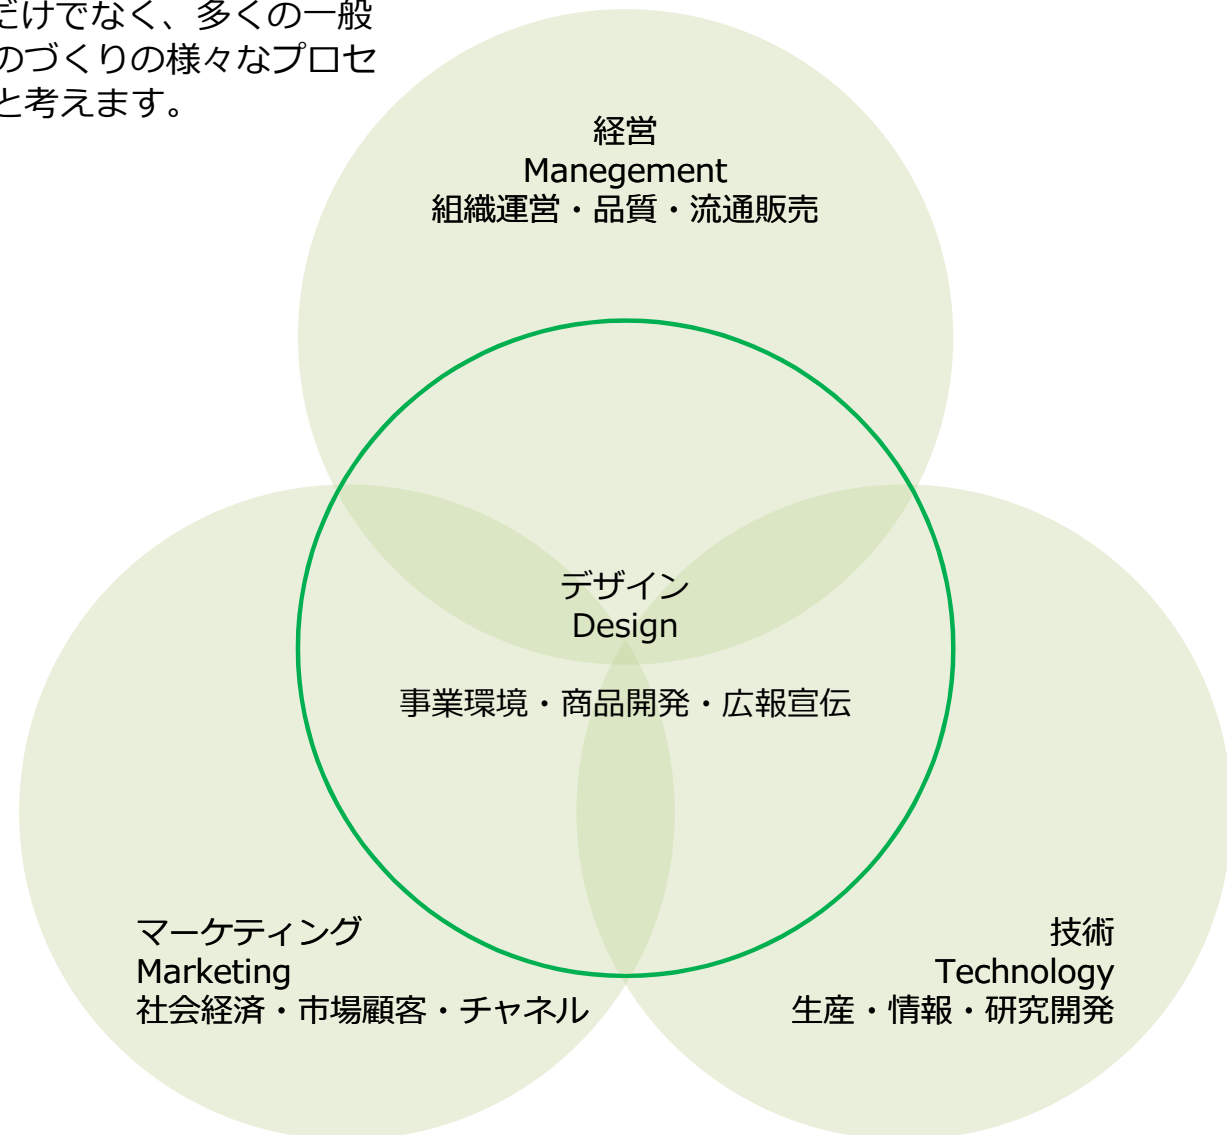 だけでなく、多くの一般
のづくりの様々なプロセ
と考えます。
経営
Manegement
組織運営・品質・流通販売
デザイン
Design
事業環境・商品開発・広報宣伝
マーケティング
Marketing
社会経済・市場顧客・チャネル
技術
Technology
生産・情報・研究開発